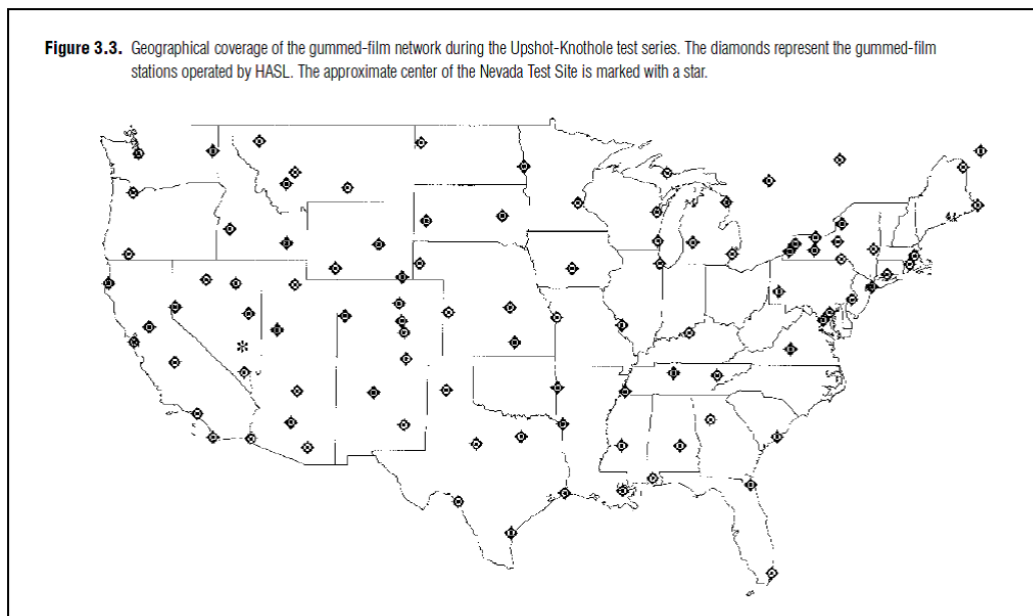 Figure 3.3. Geographical coverage of the gummed-film network during the Upshot-Knothole test series. The diamonds represent the gummed-film
stations operated by HASL. The approximate center of the Nevada Test Site is marked with a star.